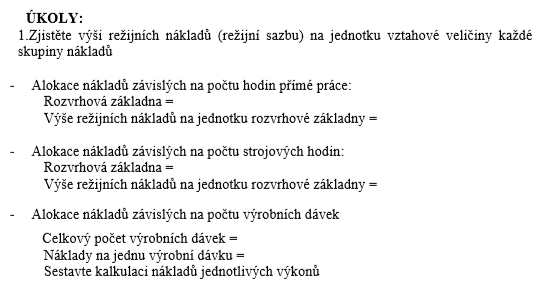 ÚKOLY:
1.Zjistěte výši režijních nákladů (režijní sazbu) na jednotku vztahové veličiny každé
skupiny nákladů
- Alokace nákladů závislých na počtu hodin přímé práce:
Rozvrhová základna =
Výše režijních nákladů na jednotku rozvrhové základny =
- Alokace nákladů závislých na počtu strojových hodin:
Rozvrhová základna =
Výše režijních nákladů na jednotku rozvrhové základny =
- Alokace nákladů závislých na počtu výrobních dávek
Celkový počet výrobních dávek =
Náklady na jednu výrobní dávku =
Sestavte kalkulaci nákladů jednotlivých výkonů